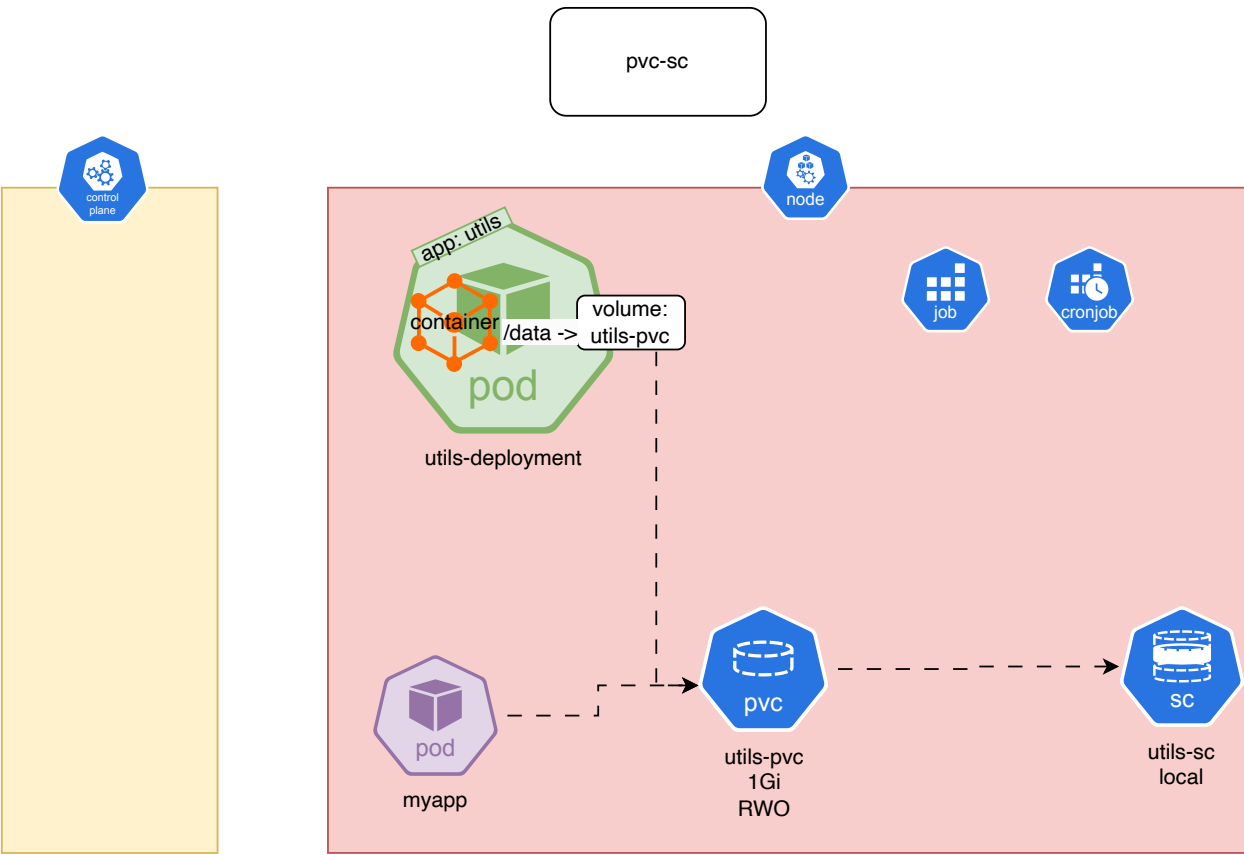 pvc-sc
control
plane
node
app: utils
container
/data ->
volume:
utils-pvc
pod
utils-deployment
job
cronjob
pod
myapp
pvc
utils-pvc
1Gi
RWO
sc
utils-sc
local